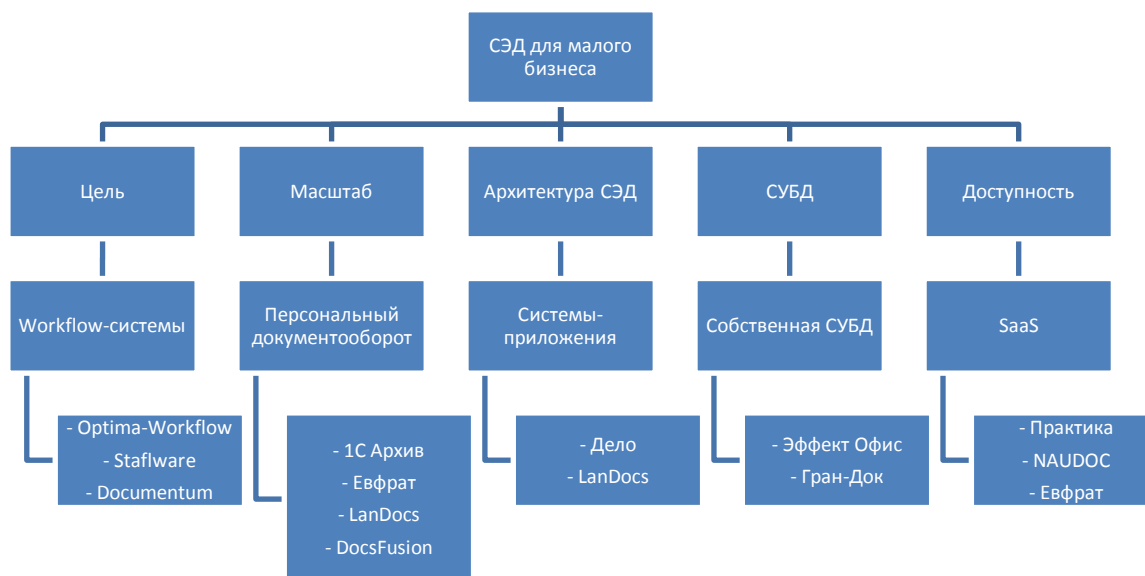 СЭД для малого
бизнеса
Цель
Масштаб
Архитектура СЭД
СУБД
Доступность
Workflow-системы
Персональный
документооборот
Системы-
приложения
Собственная СУБД
SaaS
- Optima-Workflow
- Staflware
- Documentum
- 1С Архив
- Евфрат
- LanDocs
- DocsFusion
- Дело
- LanDocs
- Эффект Офис
- Гран-Док
- Практика
- NAUDOC
- Евфрат